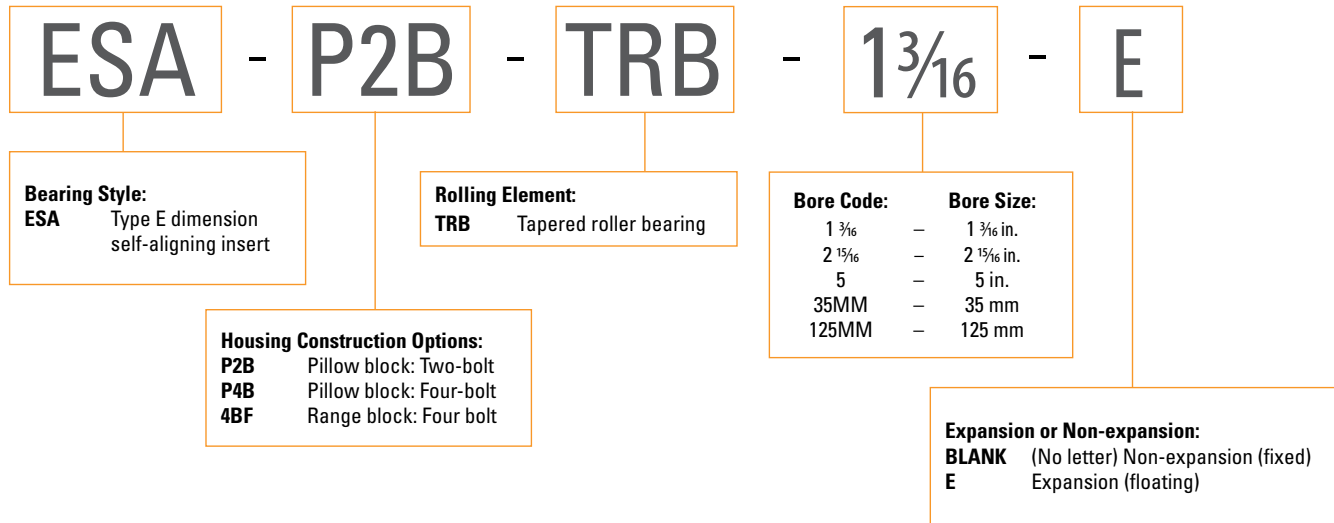 ESA - P2B - TRB - 1 3⁄16 - E
Bearing Style:
ESA Type E dimension
self-aligning insert
Housing Construction Options:
P2B Pillow block: Two-bolt
P4B Pillow block: Four-bolt
4BF Range block: Four bolt
Rolling Element:
TRB Tapered roller bearing
Bore Code: Bore Size:
1 3⁄16 – 1 3⁄16 in.
2 15⁄16 – 2 15⁄16 in.
5 – 5 in.
35MM – 35 mm
125MM – 125 mm
Expansion or Non-expansion:
BLANK (No letter) Non-expansion (fixed)
E Expansion (floating)